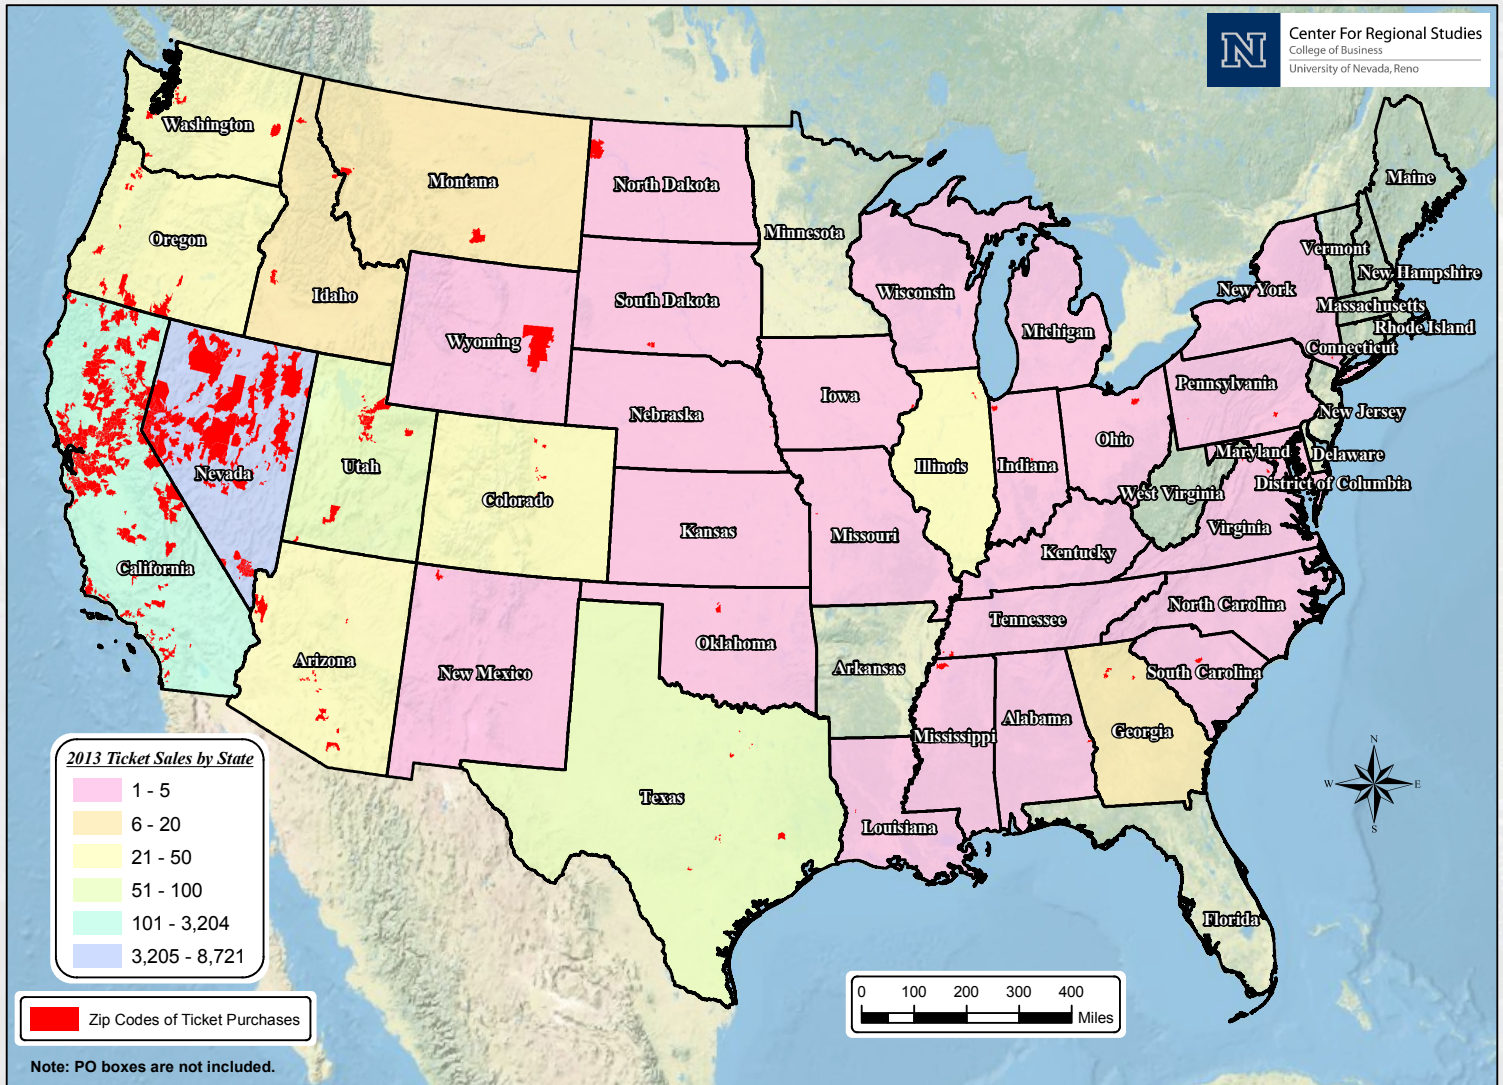 Center For Regional Studies
College of Business
University of Nevada, Reno
Washington
Montana
North Dakota
Minnesota
Maine
Oregon
Idaho
Wyoming
South Dakota
Wisconsin
Michigan
New York
Vermont
New Hampshire
Massachusetts
Rhode Island
Connecticut
Iowa
Nebraska
Pennsylvania
New Jersey
Nevada
Utah
Colorado
Kansas
Missouri
Illinois
Indiana
Ohio
Maryland
Delaware
District of Columbia
West Virginia
Virginia
Kentucky
California
Arizona
New Mexico
Oklahoma
Arkansas
Tennessee
North Carolina
South Carolina
Mississippi
Alabama
Georgia
Texas
Louisiana
Florida
N
W
E
S
2013 Ticket Sales by State
1 - 5
6 - 20
21 - 50
51 - 100
101 - 3,204
3,205 - 8,721
Zip Codes of Ticket Purchases
0 100 200 300 400
Miles
Note: PO boxes are not included.